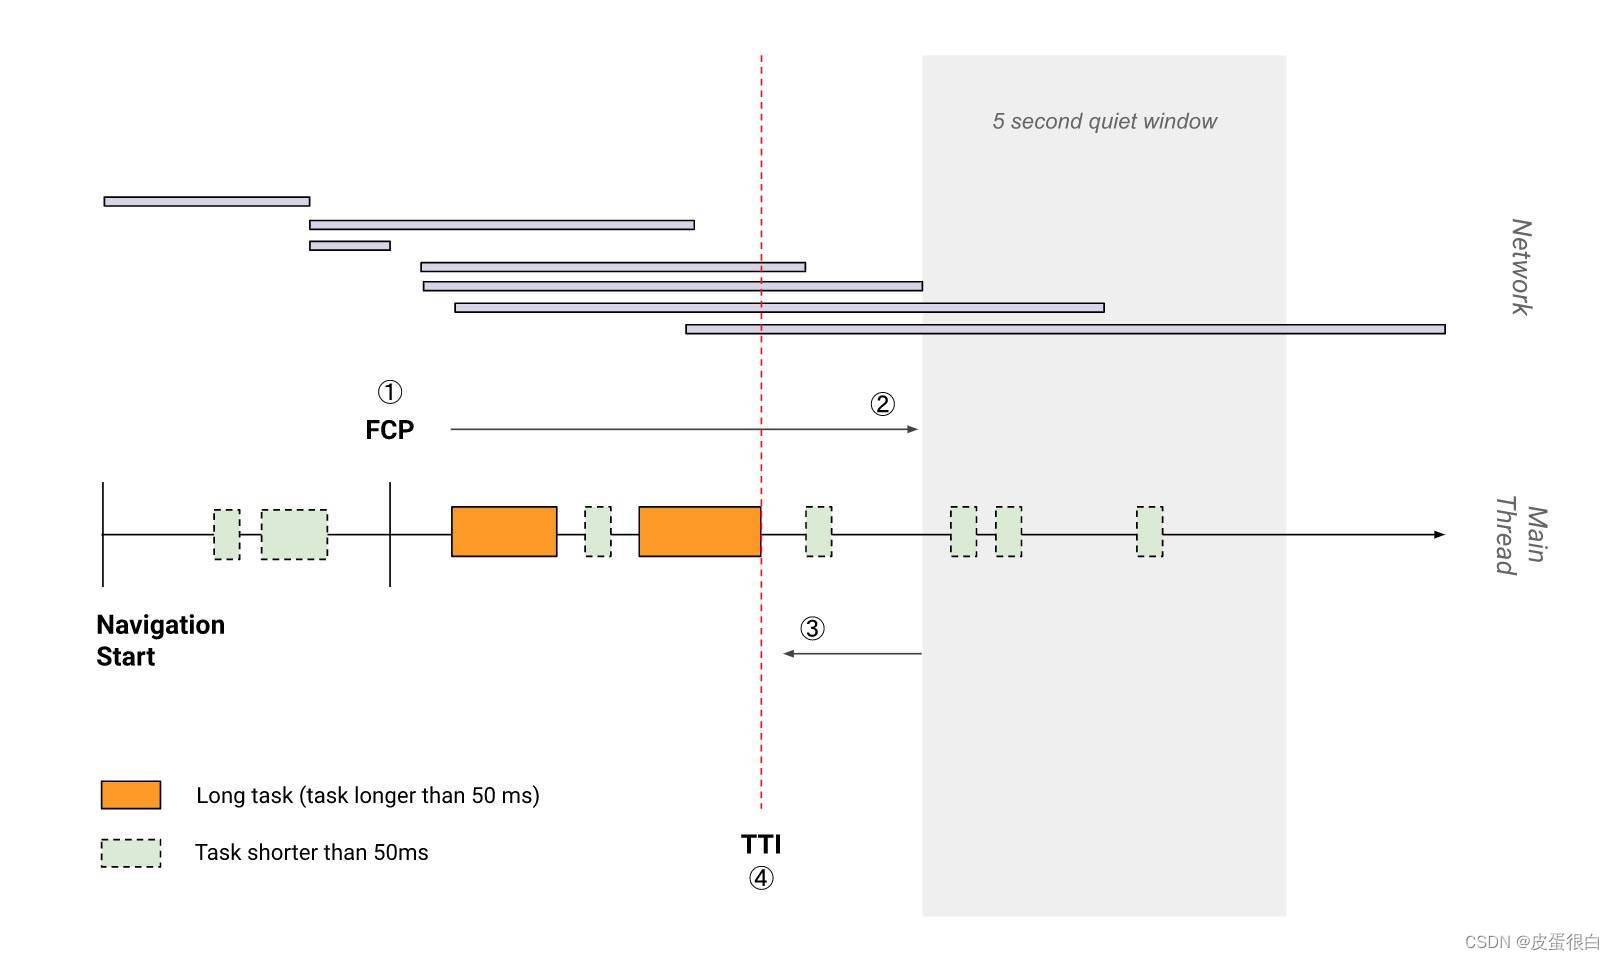 5 second quiet window
Network
①
FCP
②
Main
Thread
Navigation
Start
③
Long task (task longer than 50 ms)
Task shorter than 50ms
TTI
④
CSDN @皮蛋很白